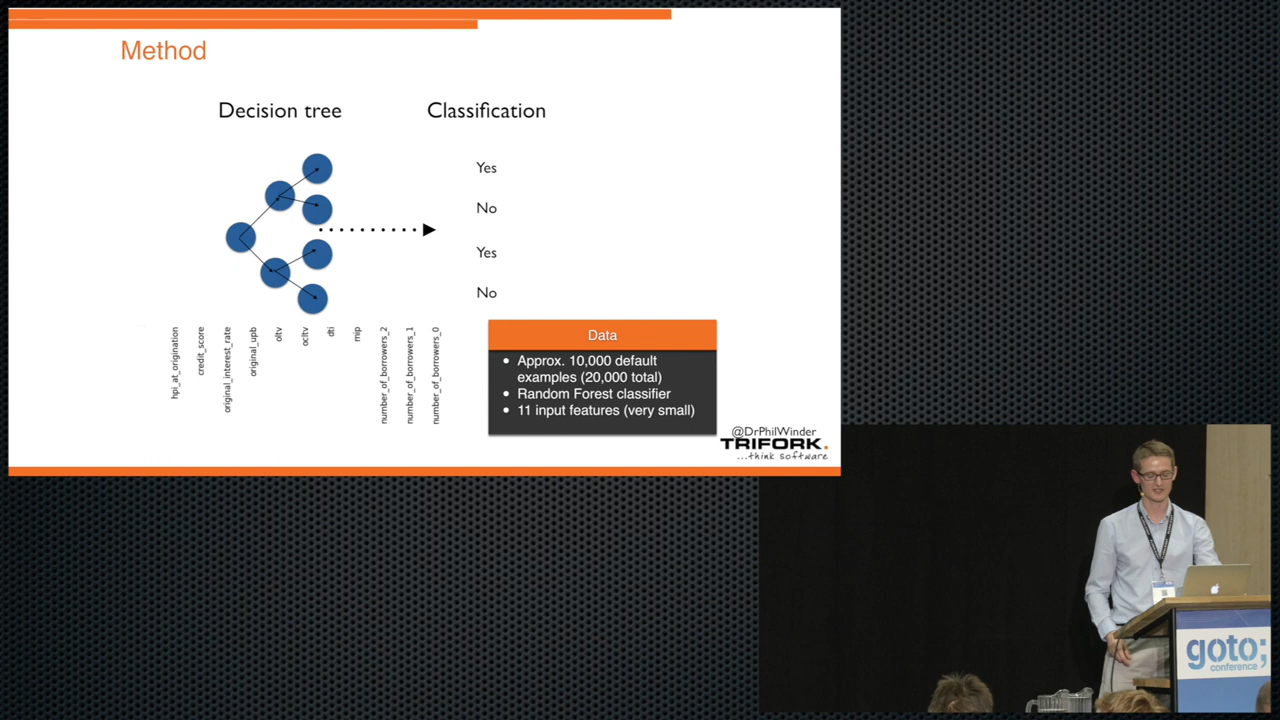 Method
Decision tree
Classification
Yes
No
Yes
No
hpi_at_origination
credit_score
original_interest_rate
original_upb
oltv
ocltv
dti
mip
number_of_borrowers_2
number_of_borrowers_1
number_of_borrowers_0
Data
• Approx. 10,000 default
examples (20,000 total)
• Random Forest classifier
• 11 input features (very small)
@DrPhilWinder
TRIFORK.
...think software
goto;
conference